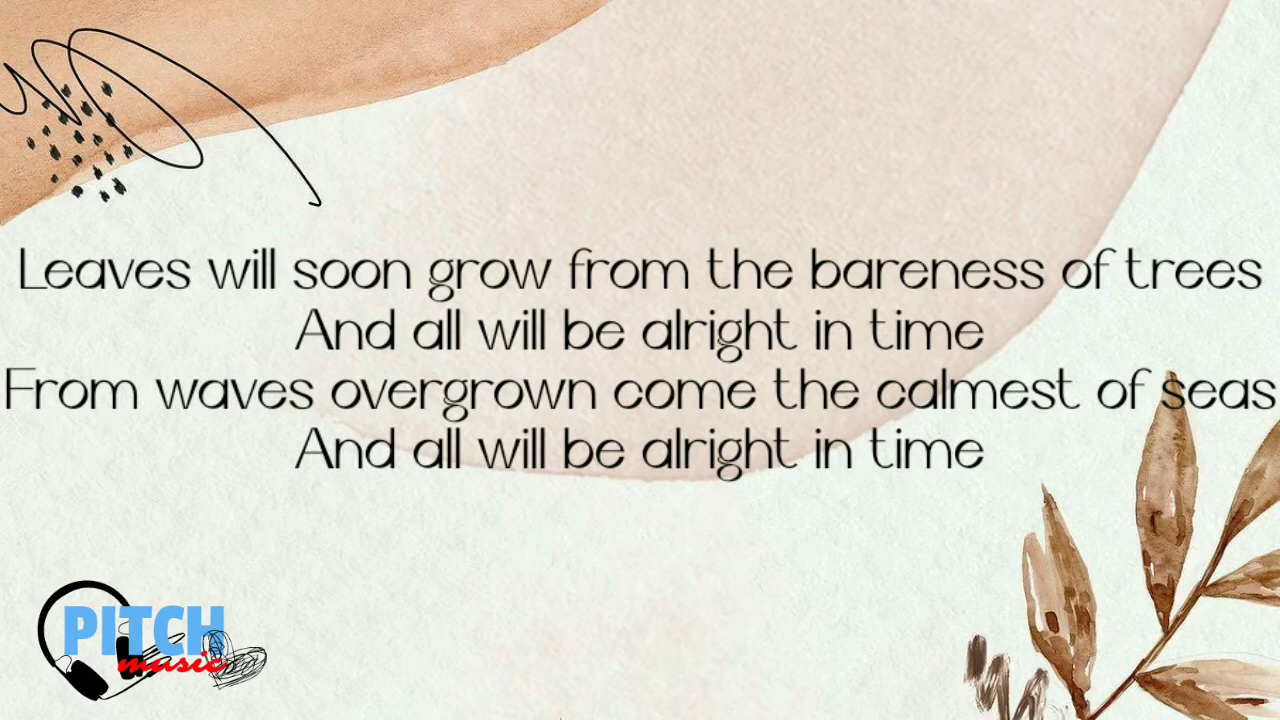 Leaves will soon grow from the bareness of trees
And all will be alright in time
From waves overgrown come the calmest of seas
And all will be alright in time
PITCH
music